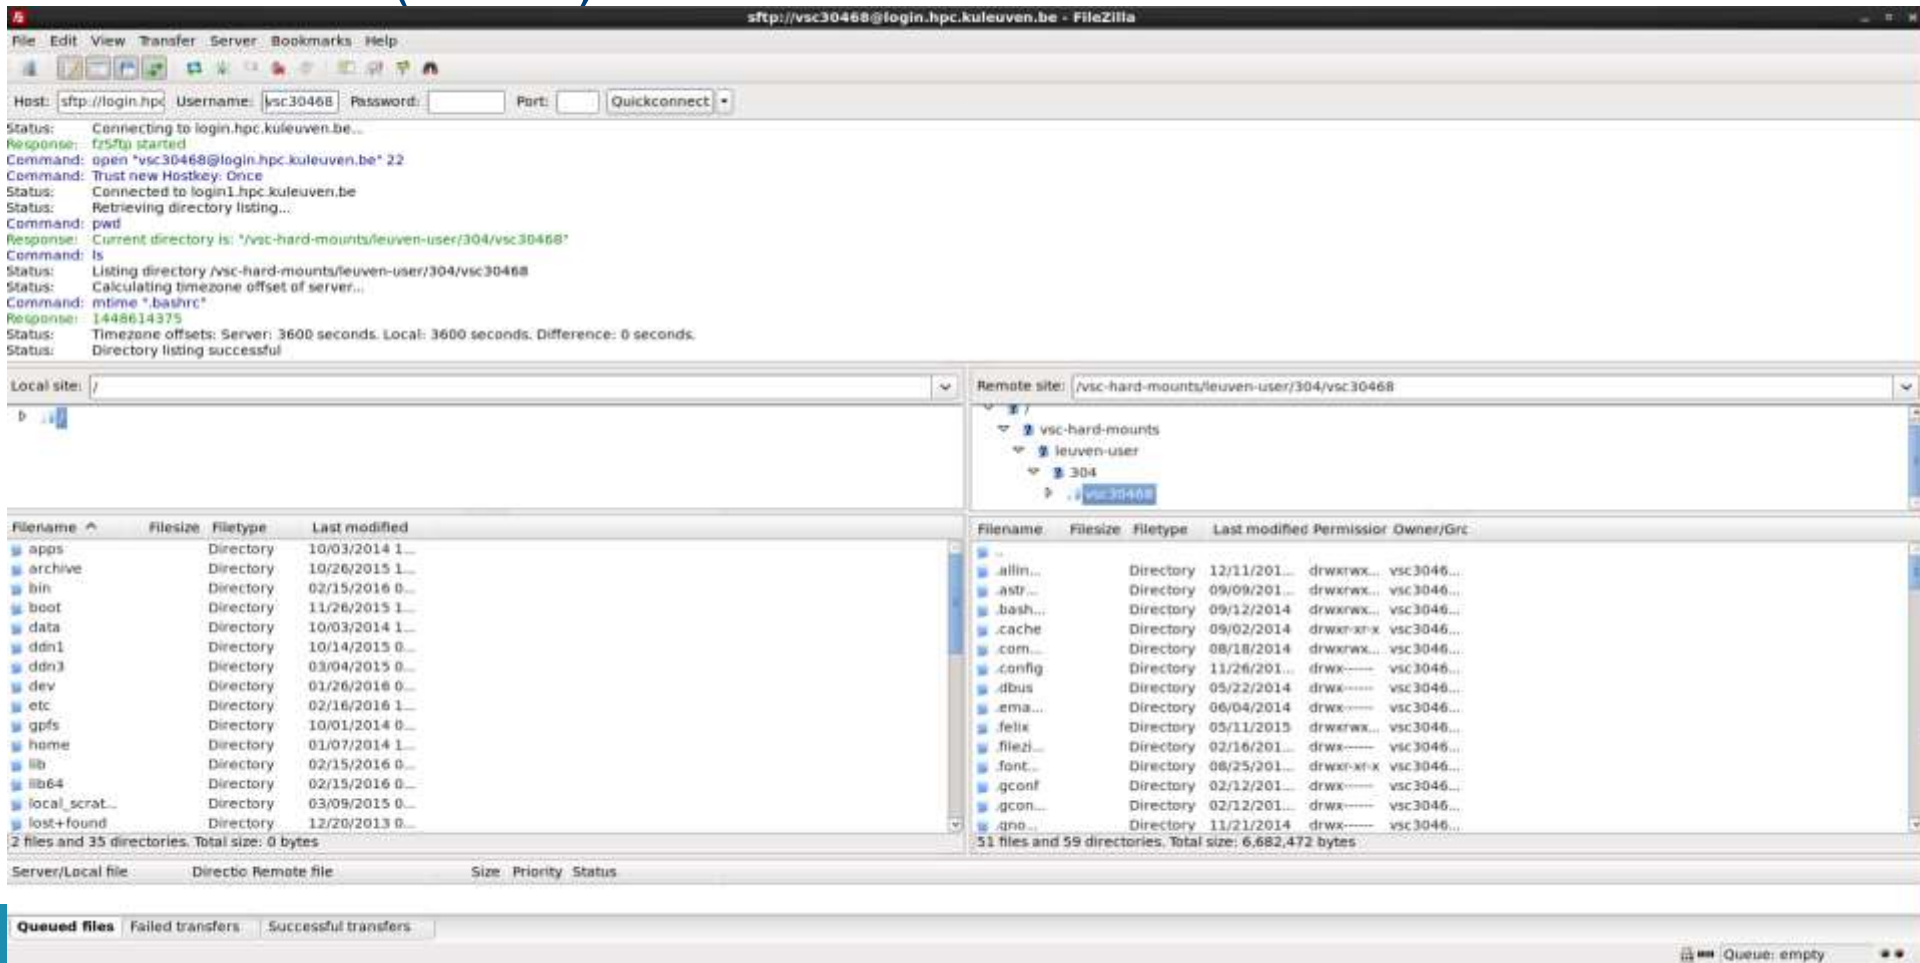 sftp://vsc30468@login.hpc.kuleuven.be - FileZilla
File Edit View Transfer Server Bookmarks Help
Host: sftp://login.hpc Username: vsc30468 Password: Port: Quickconnect
Status: Connecting to login.hpc.kuleuven.be...
Response: fzSftp started
Command: open "vsc30468@login.hpc.kuleuven.be" 22
Command: Trust new Hostkey: Once
Status: Connected to login1.hpc.kuleuven.be
Status: Retrieving directory listing...
Command: pwd
Response: Current directory is: "/vsc-hard-mounts/leuven-user/304/vsc30468"
Command: ls
Status: Listing directory /vsc-hard-mounts/leuven-user/304/vsc30468
Status: Calculating timezone offset of server...
Command: mtime ".bashrc"
Response: 1448614375
Status: Timezone offsets: Server: 3600 seconds. Local: 3600 seconds. Difference: 0 seconds.
Status: Directory listing successful
Local site: /
/
Filename Filesize Filetype Last modified
apps Directory 10/03/2014 1...
archive Directory 10/26/2015 1...
bin Directory 02/15/2016 0...
boot Directory 11/26/2015 1...
data Directory 10/03/2014 1...
ddn1 Directory 10/14/2015 0...
ddn3 Directory 03/04/2015 0...
dev Directory 01/26/2016 0...
etc Directory 02/16/2016 1...
gpfs Directory 10/01/2014 0...
home Directory 01/07/2014 1...
lib Directory 02/15/2016 0...
lib64 Directory 02/15/2016 0...
local_scrat... Directory 03/09/2015 0...
lost+found Directory 12/20/2013 0...
2 files and 35 directories. Total size: 0 bytes
Remote site: /vsc-hard-mounts/leuven-user/304/vsc30468
/
vsc-hard-mounts
leuven-user
304
vsc30468
Filename Filesize Filetype Last modified Permission Owner/Grc
..
.allin... Directory 12/11/201... drwxrwx... vsc3046...
.astr... Directory 09/09/201... drwxrwx... vsc3046...
.bash... Directory 09/12/2014 drwxrwx... vsc3046...
.cache Directory 09/02/2014 drwxr-xr-x vsc3046...
.com... Directory 08/18/2014 drwxrwx... vsc3046...
.config Directory 11/26/201... drwx------ vsc3046...
.dbus Directory 05/22/2014 drwx------ vsc3046...
.ema... Directory 06/04/2014 drwx------ vsc3046...
.felix Directory 05/11/2015 drwxrwx... vsc3046...
.filezi... Directory 02/16/201... drwx------ vsc3046...
.font... Directory 08/25/201... drwxr-xr-x vsc3046...
.gconf Directory 02/12/201... drwx------ vsc3046...
.gcon... Directory 02/12/201... drwx------ vsc3046...
.gno... Directory 11/21/2014 drwx------ vsc3046...
51 files and 59 directories. Total size: 6,682,472 bytes
Server/Local file Directio Remote file Size Priority Status
Queued files Failed transfers Successful transfers
Queue: empty